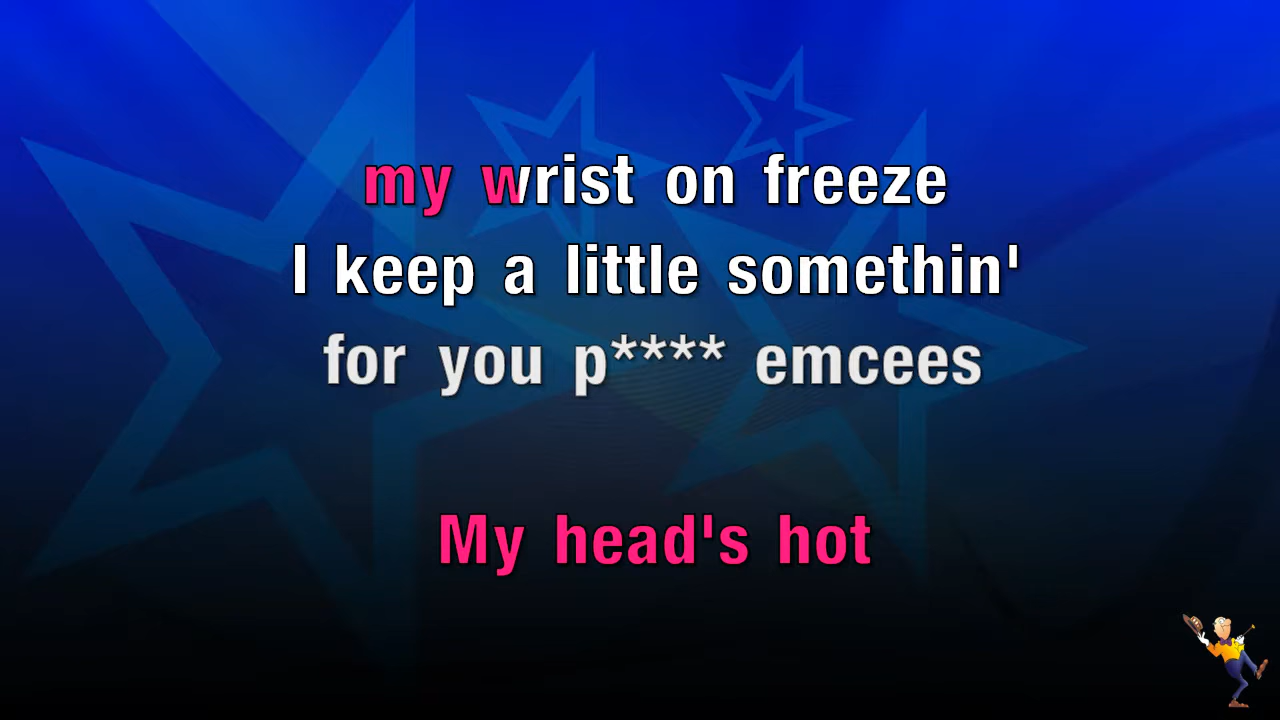 my wrist on freeze
I keep a little somethin'
for you p**** emcees
My head's hot